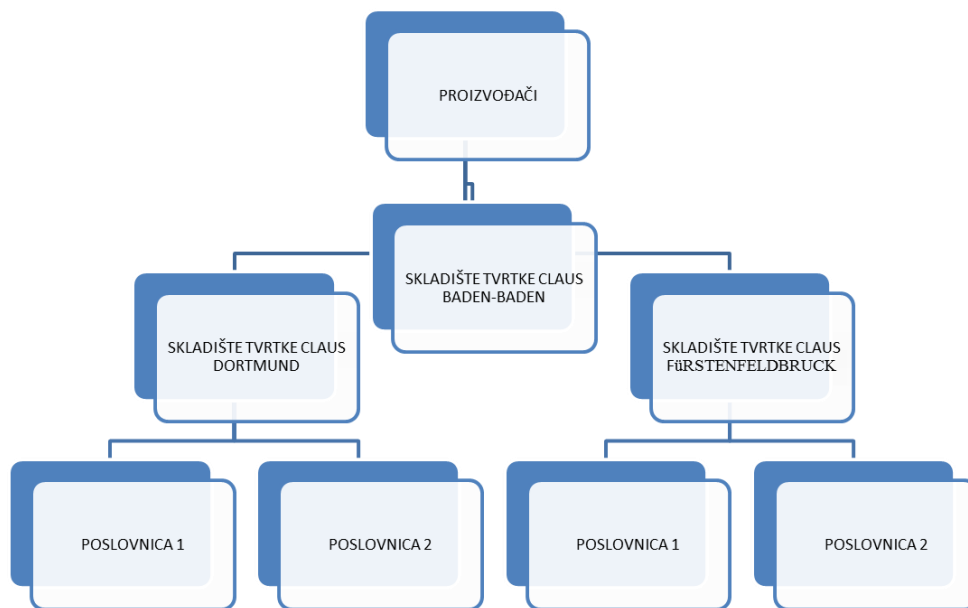 PROIZVOĐAČI
SKLADIŠTE TVRTKE CLAUS
BADEN-BADEN
SKLADIŠTE TVRTKE CLAUS
DORTMUND
SKLADIŠTE TVRTKE CLAUS
FüRSTENFELDBRUCK
POSLOVNICA 1
POSLOVNICA 2
POSLOVNICA 1
POSLOVNICA 2